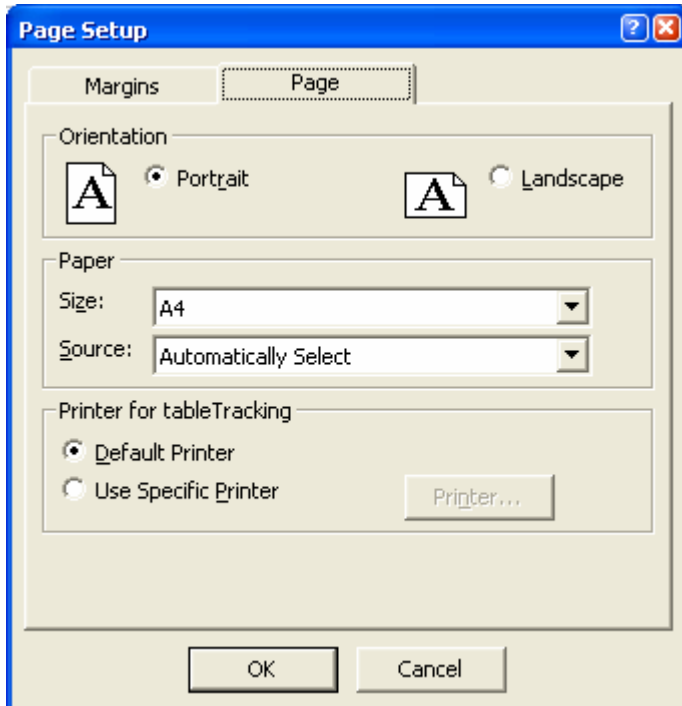 Page Setup
Margins
Page
Orientation
A
Portrait
A
Landscape
Paper
Size:
A4
Source:
Automatically Select
Printer for tableTracking
Default Printer
Use Specific Printer
Printer...
OK
Cancel